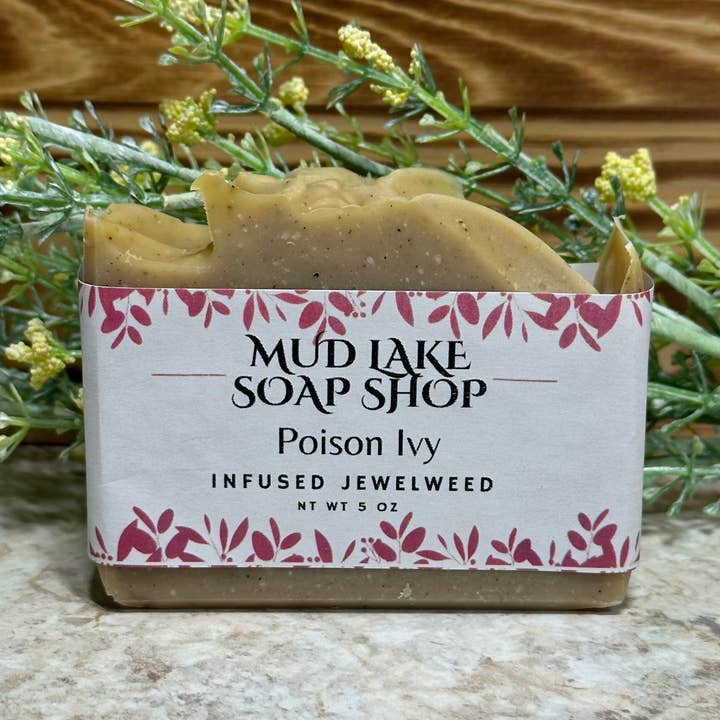 MUD LAKE
SOAP SHOP
Poison Ivy
INFUSED JEWELWEED
NT WT 5 OZ